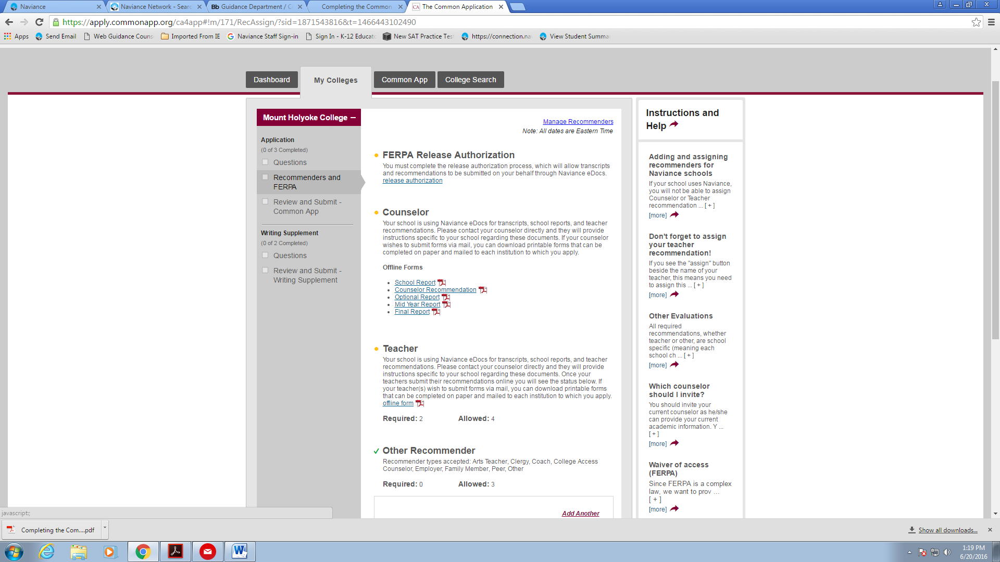 Naviance
Naviance Network - Searc
Bb Guidance Department / C
Completing the Common
CA The Common Application
https://apply.commonapp.org/ca4app#!m/171/RecAssign/?sid=1871543816&t=1466443102490
Apps
Send Email
Web Guidance Couns
Imported From IE
Naviance Staff Sign-in
Sign In - K-12 Educat
New SAT Practice Test
https://connection.na
View Student Summa
Dashboard
My Colleges
Common App
College Search
Mount Holyoke College
Application
(0 of 3 Completed)
Questions
Recommenders and
FERPA
Review and Submit -
Common App
Writing Supplement
(0 of 2 Completed)
Questions
Review and Submit -
Writing Supplement
Manage Recommenders
Note: All dates are Eastern Time
FERPA Release Authorization
You must complete the release authorization process, which will allow transcripts
and recommendations to be submitted on your behalf through Naviance eDocs.
release authorization
Counselor
Your school is using Naviance eDocs for transcripts, school reports, and teacher
recommendations. Please contact your counselor directly and they will provide
instructions specific to your school regarding these documents. If your counselor
wishes to submit forms via mail, you can download printable forms that can be
completed on paper and mailed to each institution to which you apply.
Offline Forms
School Report
Counselor Recommendation
Optional Report
Mid Year Report
Final Report
Teacher
Your school is using Naviance eDocs for transcripts, school reports, and teacher
recommendations. Please contact your counselor directly and they will provide
instructions specific to your school regarding these documents. Once your
teachers submit their recommendations online you will see the status below. If
your teacher(s) wish to submit forms via mail, you can download printable forms
that can be completed on paper and mailed to each institution to which you apply.
offline form
Required: 2 Allowed: 4
Other Recommender
Recommender types accepted: Arts Teacher, Clergy, Coach, College Access
Counselor, Employer, Family Member, Peer, Other
Required: 0 Allowed: 3
Add Another
Instructions and
Help
Adding and assigning
recommenders for
Naviance schools
If your school uses Naviance,
you will not be able to assign
Counselor or Teacher
recommendation ... [ + ]
[more]
Don't forget to assign
your teacher
recommendation!
If you see the "assign" button
beside the name of your
teacher, this means you need
to assign this ... [ + ]
[more]
Other Evaluations
All required
recommendations, whether
teacher or other, are school
specific (meaning each
school ch ... [ + ]
[more]
Which counselor
should I invite?
You should invite your
current counselor as he/she
can provide your current
academic information. Y ...
[ + ]
[more]
Waiver of access
(FERPA)
Since FERPA is a complex
law, we want to prov ...
[ + ]
[more]
javascript:;
Completing the Com....pdf
Show all downloads...
1:19 PM
6/20/2016